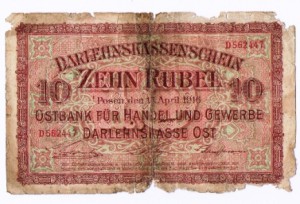 DARLEHNSKASSENSCHEIN
D562447
ZEHN RUBEL
10 10
Posen, den 17. April 1916
OSTBANK FÜR HANDEL UND GEWERBE
D562447
DARLEHNSKASSE OST